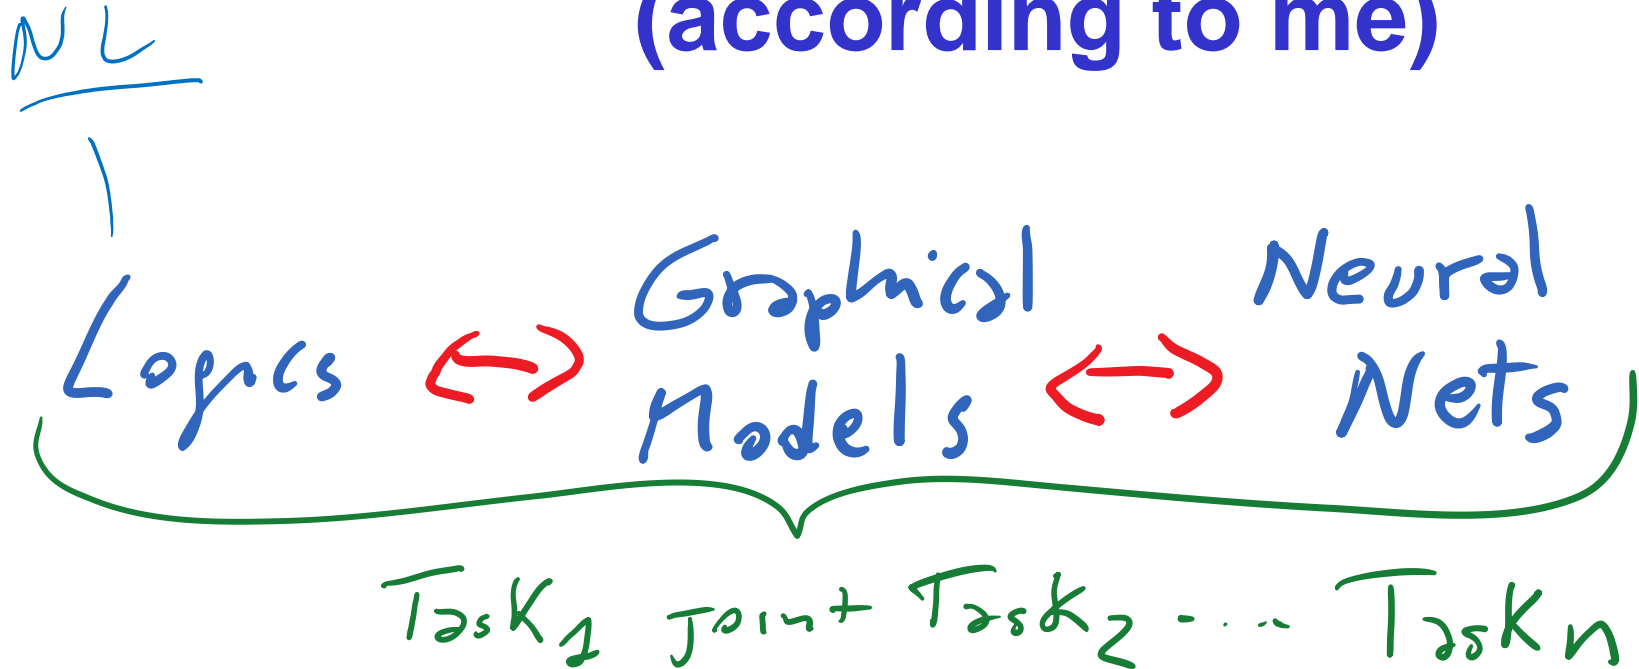 (according to me)
NL
Logics ↔ Graphical Models ↔ Neural Nets
Task1 joint Task2 .... Taskn